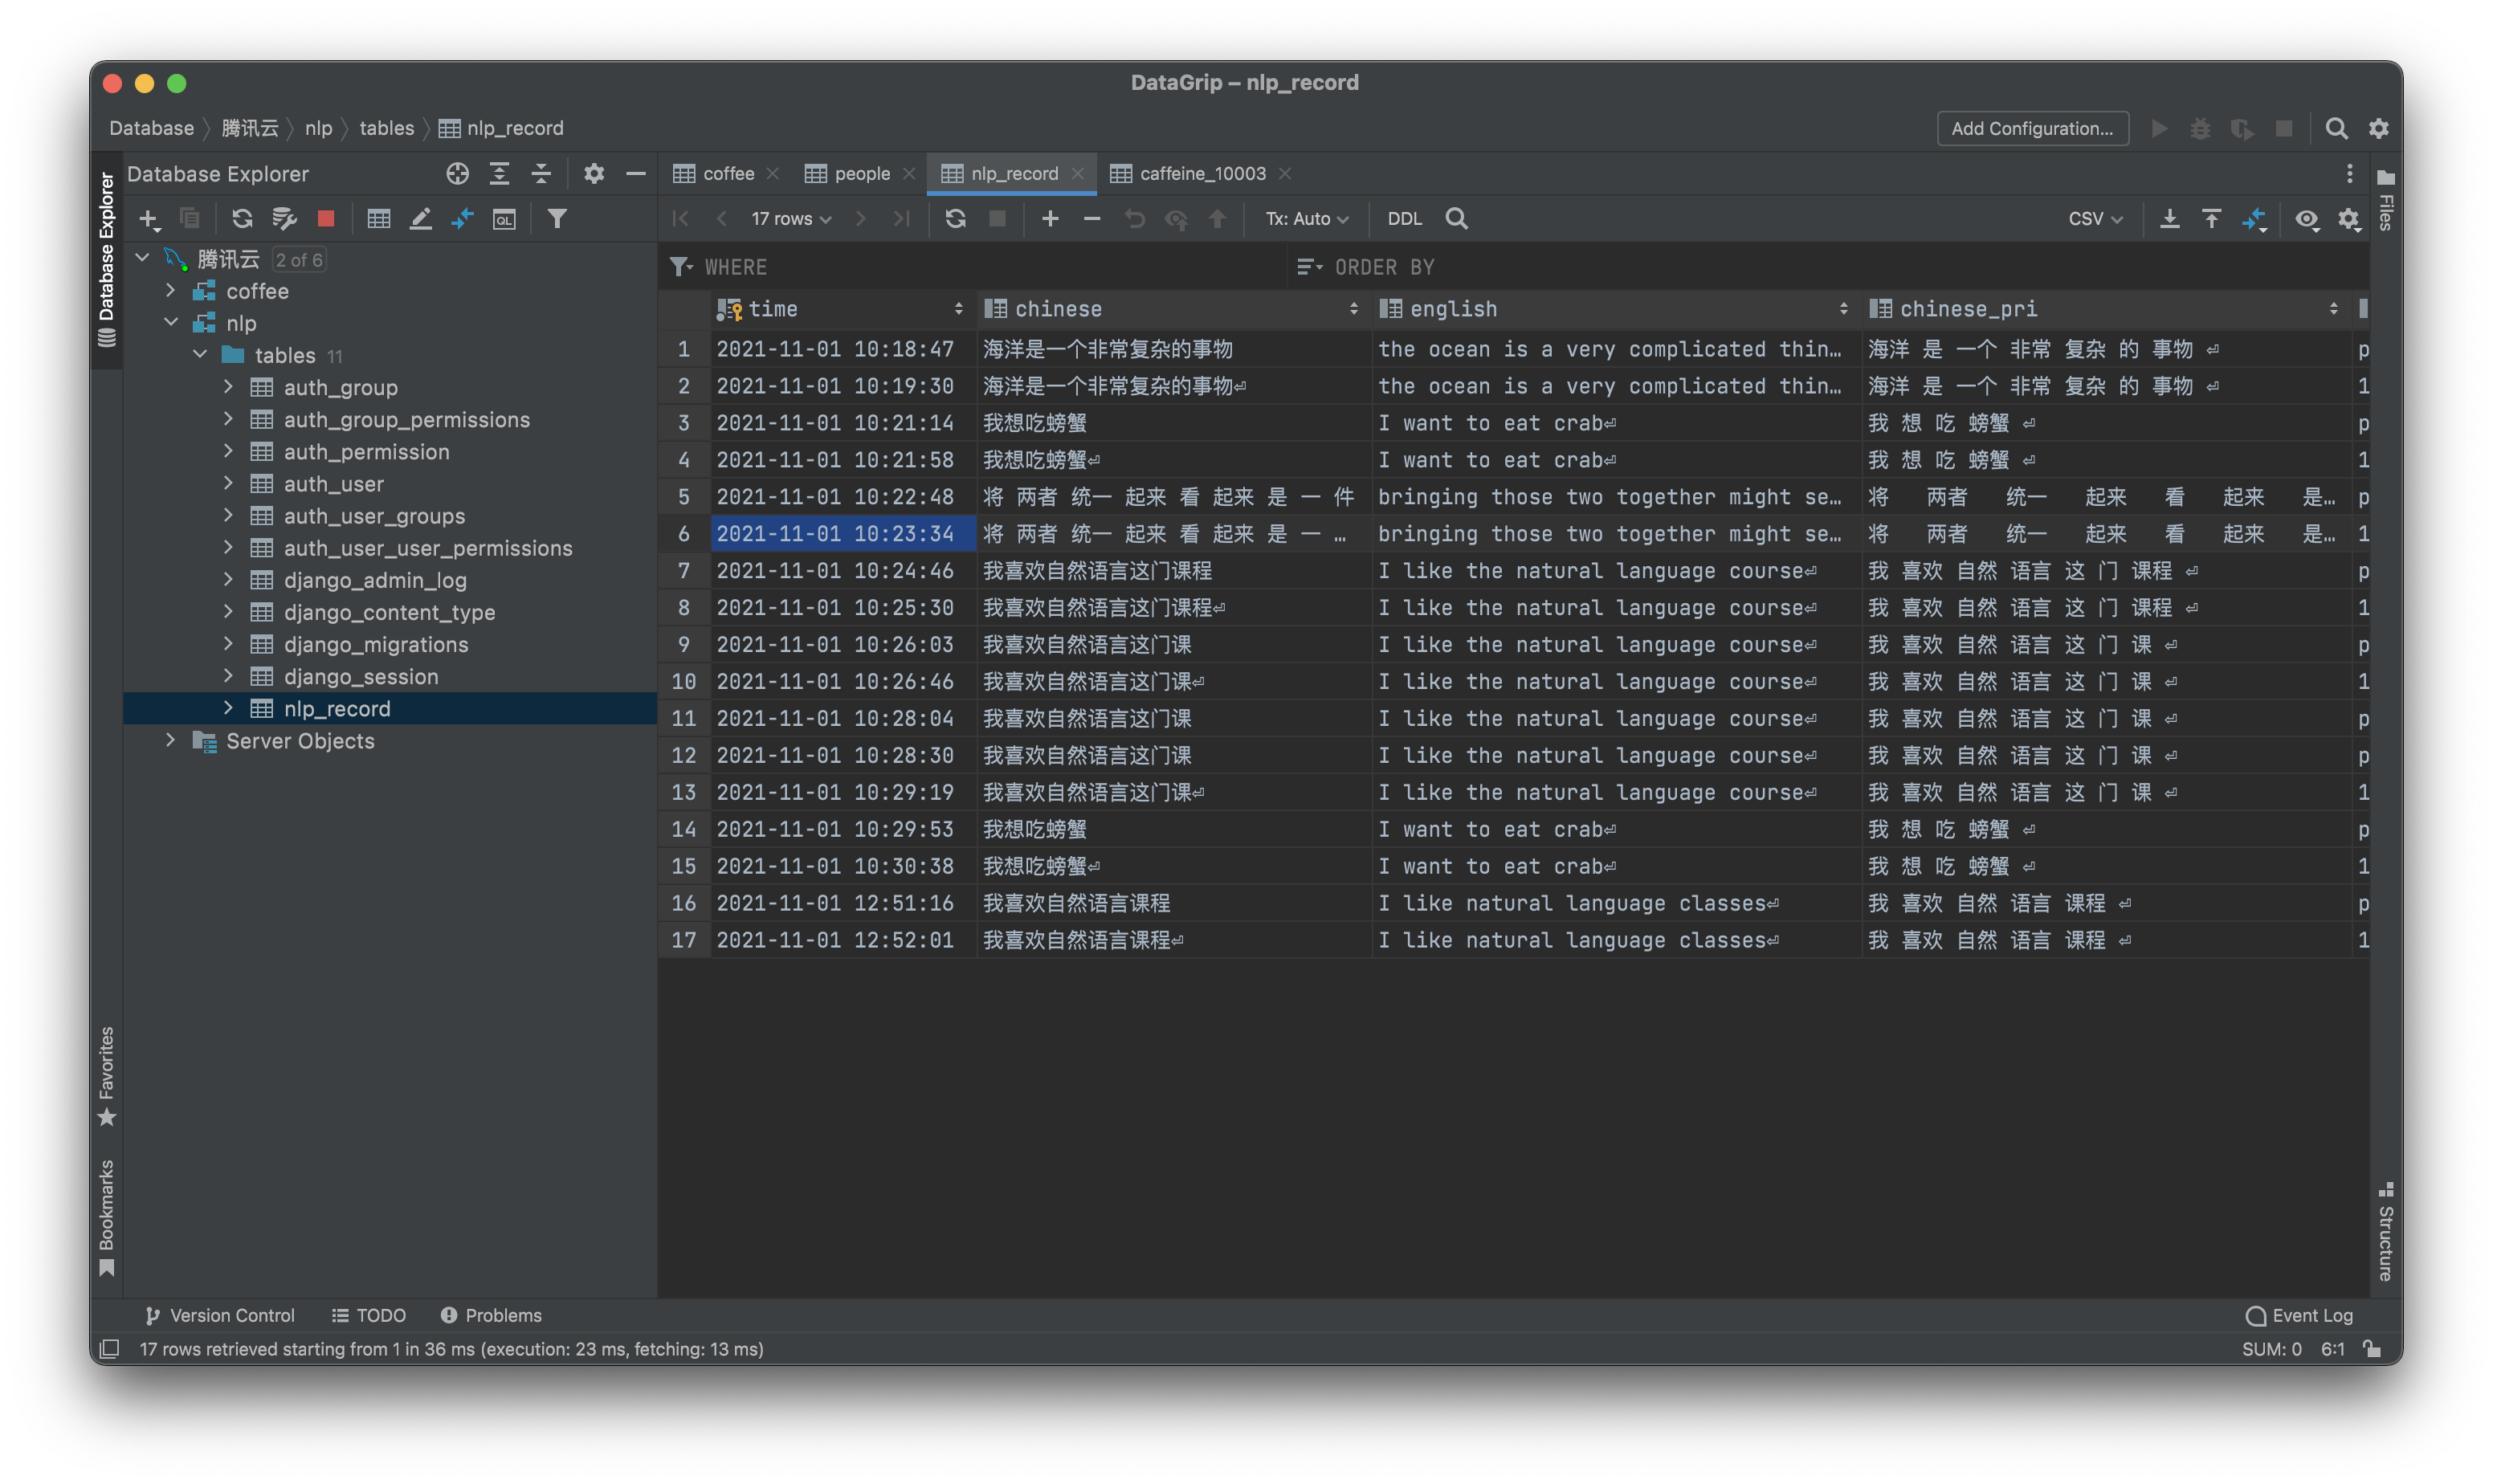 DataGrip – nlp_record
Database 腾讯云 nlp tables nlp_record
Add Configuration...
Database Explorer
Database Explorer
coffee people nlp_record caffeine_10003
Files
17 rows Tx: Auto DDL CSV
腾讯云 2 of 6
coffee
nlp
tables 11
auth_group
auth_group_permissions
auth_permission
auth_user
auth_user_groups
auth_user_user_permissions
django_admin_log
django_content_type
django_migrations
django_session
nlp_record
Server Objects
WHERE ORDER BY
time chinese english chinese_pri
1 2021-11-01 10:18:47 海洋是一个非常复杂的事物 the ocean is a very complicated thin… 海洋 是 一个 非常 复杂 的 事物 ⏎ p
2 2021-11-01 10:19:30 海洋是一个非常复杂的事物⏎ the ocean is a very complicated thin… 海洋 是 一个 非常 复杂 的 事物 ⏎ 1
3 2021-11-01 10:21:14 我想吃螃蟹 I want to eat crab⏎ 我 想 吃 螃蟹 ⏎ p
4 2021-11-01 10:21:58 我想吃螃蟹⏎ I want to eat crab⏎ 我 想 吃 螃蟹 ⏎ 1
5 2021-11-01 10:22:48 将 两者 统一 起来 看 起来 是 一 件 bringing those two together might se… 将 两者 统一 起来 看 起来 是… p
6 2021-11-01 10:23:34 将 两者 统一 起来 看 起来 是 一 … bringing those two together might se… 将 两者 统一 起来 看 起来 是… 1
7 2021-11-01 10:24:46 我喜欢自然语言这门课程 I like the natural language course⏎ 我 喜欢 自然 语言 这 门 课程 ⏎ p
8 2021-11-01 10:25:30 我喜欢自然语言这门课程⏎ I like the natural language course⏎ 我 喜欢 自然 语言 这 门 课程 ⏎ 1
9 2021-11-01 10:26:03 我喜欢自然语言这门课 I like the natural language course⏎ 我 喜欢 自然 语言 这 门 课 ⏎ p
10 2021-11-01 10:26:46 我喜欢自然语言这门课⏎ I like the natural language course⏎ 我 喜欢 自然 语言 这 门 课 ⏎ 1
11 2021-11-01 10:28:04 我喜欢自然语言这门课 I like the natural language course⏎ 我 喜欢 自然 语言 这 门 课 ⏎ p
12 2021-11-01 10:28:30 我喜欢自然语言这门课 I like the natural language course⏎ 我 喜欢 自然 语言 这 门 课 ⏎ p
13 2021-11-01 10:29:19 我喜欢自然语言这门课⏎ I like the natural language course⏎ 我 喜欢 自然 语言 这 门 课 ⏎ 1
14 2021-11-01 10:29:53 我想吃螃蟹 I want to eat crab⏎ 我 想 吃 螃蟹 ⏎ p
15 2021-11-01 10:30:38 我想吃螃蟹⏎ I want to eat crab⏎ 我 想 吃 螃蟹 ⏎ 1
16 2021-11-01 12:51:16 我喜欢自然语言课程 I like natural language classes⏎ 我 喜欢 自然 语言 课程 ⏎ p
17 2021-11-01 12:52:01 我喜欢自然语言课程⏎ I like natural language classes⏎ 我 喜欢 自然 语言 课程 ⏎ 1
Favorites
Bookmarks
Structure
Version Control TODO Problems Event Log
17 rows retrieved starting from 1 in 36 ms (execution: 23 ms, fetching: 13 ms) SUM: 0 6:1